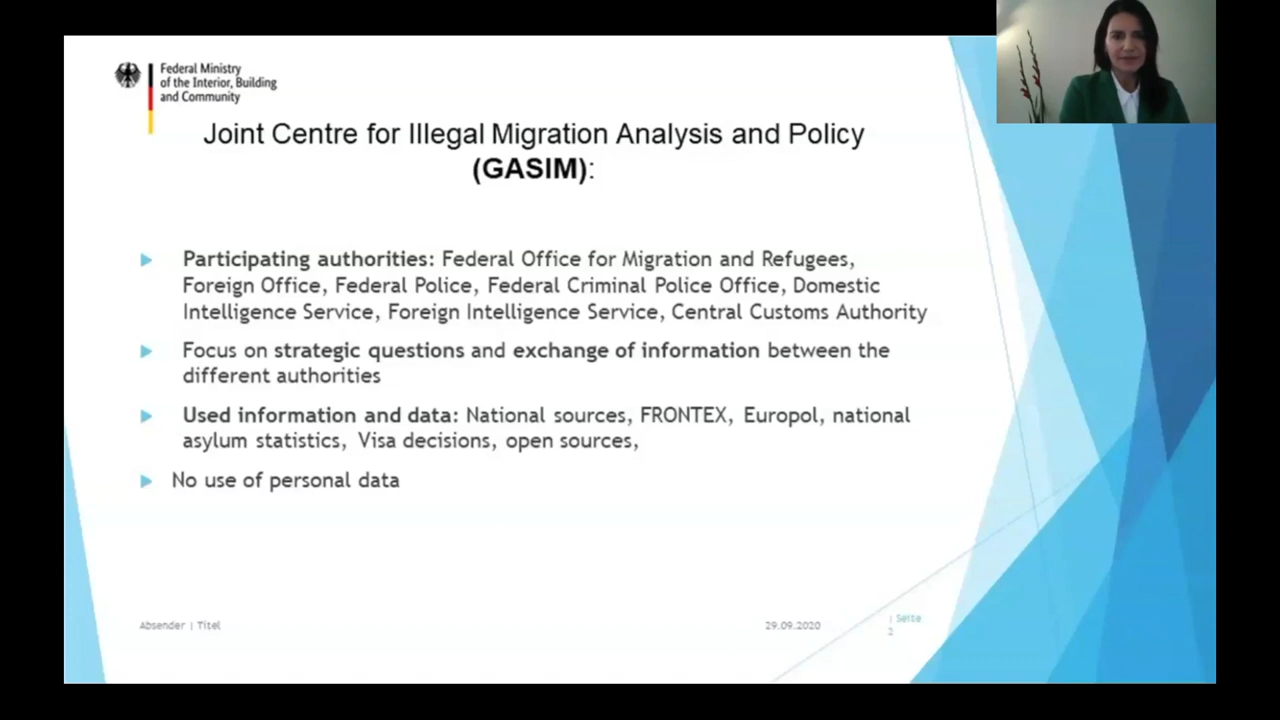 Federal Ministry
of the Interior, Building
and Community
Joint Centre for Illegal Migration Analysis and Policy
(GASIM):
Participating authorities: Federal Office for Migration and Refugees,
Foreign Office, Federal Police, Federal Criminal Police Office, Domestic
Intelligence Service, Foreign Intelligence Service, Central Customs Authority
Focus on strategic questions and exchange of information between the
different authorities
Used information and data: National sources, FRONTEX, Europol, national
asylum statistics, Visa decisions, open sources,
No use of personal data
Absender | Titel
29.09.2020
| Seite
2